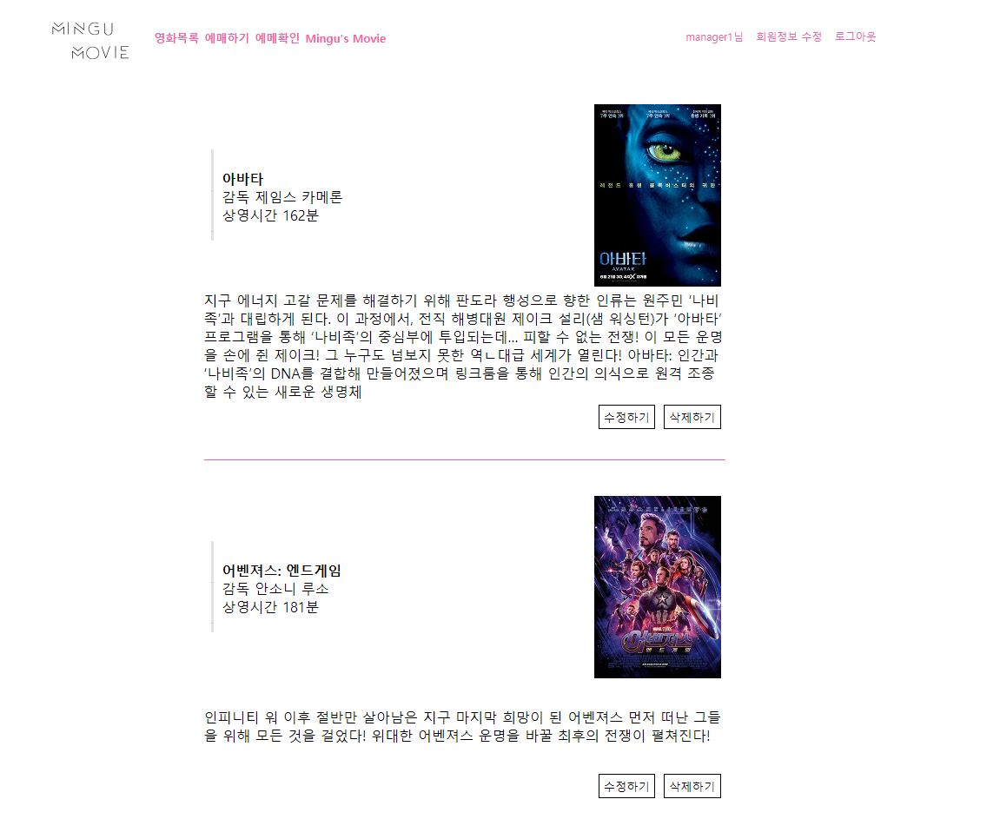 MINGU
MOVIE
영화목록 예매하기 예메확인 Mingu's Movie
manager1님 회원정보 수정 로그아웃
아바타
감독 제임스 카메론
상영시간 162분
레전드 흥행 블록버스터의 귀환
아바타
AVATAR
지구 에너지 고갈 문제를 해결하기 위해 판도라 행성으로 향한 인류는 원주민 ‘나비
족’과 대립하게 된다. 이 과정에서, 전직 해병대원 제이크 설리(샘 워싱턴)가 ‘아바타’
프로그램을 통해 ‘나비족’의 중심부에 투입되는데… 피할 수 없는 전쟁! 이 모든 운명
을 손에 쥔 제이크! 그 누구도 넘보지 못한 역ㄴ대급 세계가 열린다! 아바타: 인간과
‘나비족’의 DNA를 결합해 만들어졌으며 링크룸을 통해 인간의 의식으로 원격 조종
할 수 있는 새로운 생명체
수정하기 삭제하기
어벤져스: 엔드게임
감독 안소니 루소
상영시간 181분
어벤져스
엔드게임
인피니티 워 이후 절반만 살아남은 지구 마지막 희망이 된 어벤져스 먼저 떠난 그들
을 위해 모든 것을 걸었다! 위대한 어벤져스 운명을 바꿀 최후의 전쟁이 펼쳐진다!
수정하기 삭제하기